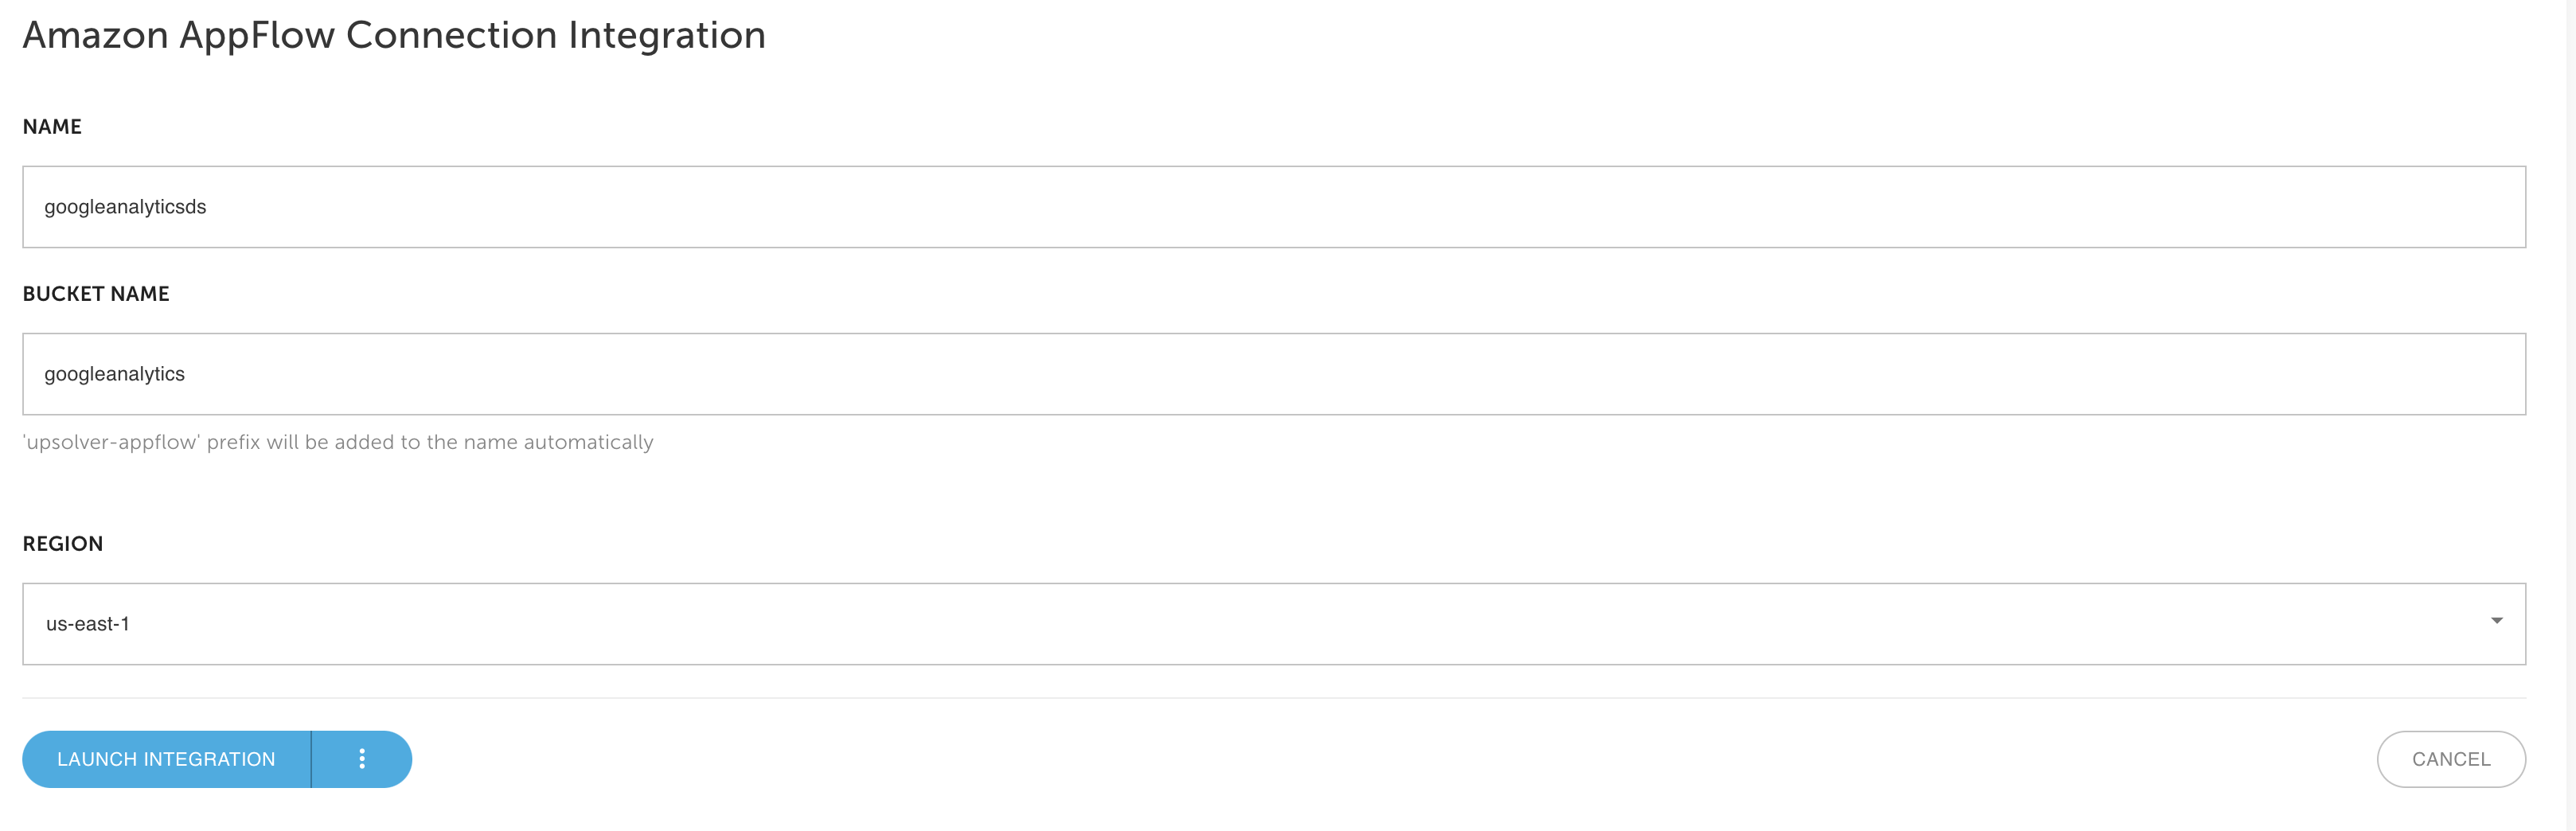 Amazon AppFlow Connection Integration
NAME
googleanalyticsds
BUCKET NAME
googleanalytics
'upsolver-appflow' prefix will be added to the name automatically
REGION
us-east-1
LAUNCH INTEGRATION
CANCEL